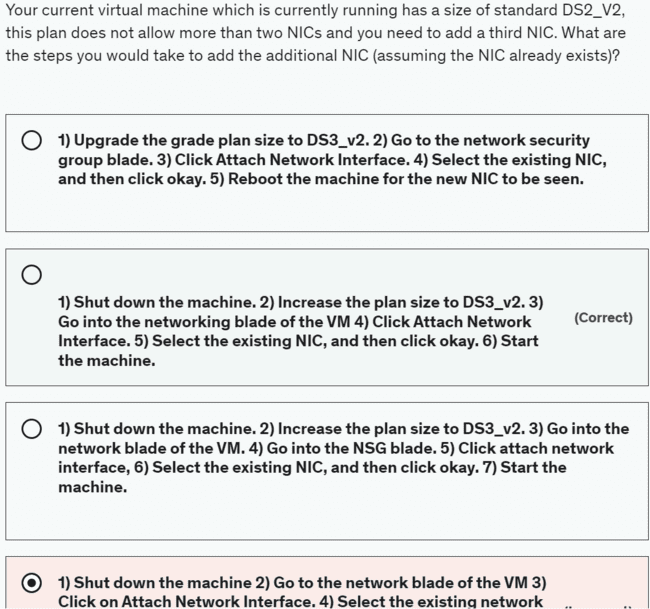 Your current virtual machine which is currently running has a size of standard DS2_V2,
this plan does not allow more than two NICs and you need to add a third NIC. What are
the steps you would take to add the additional NIC (assuming the NIC already exists)?
1) Upgrade the grade plan size to DS3_v2. 2) Go to the network security
group blade. 3) Click Attach Network Interface. 4) Select the existing NIC,
and then click okay. 5) Reboot the machine for the new NIC to be seen.
1) Shut down the machine. 2) Increase the plan size to DS3_v2. 3)
Go into the networking blade of the VM 4) Click Attach Network
Interface. 5) Select the existing NIC, and then click okay. 6) Start
the machine.
(Correct)
1) Shut down the machine. 2) Increase the plan size to DS3_v2. 3) Go into the
network blade of the VM. 4) Go into the NSG blade. 5) Click attach network
interface, 6) Select the existing NIC, and then click okay. 7) Start the
machine.
1) Shut down the machine 2) Go to the network blade of the VM 3)
Click on Attach Network Interface. 4) Select the existing network